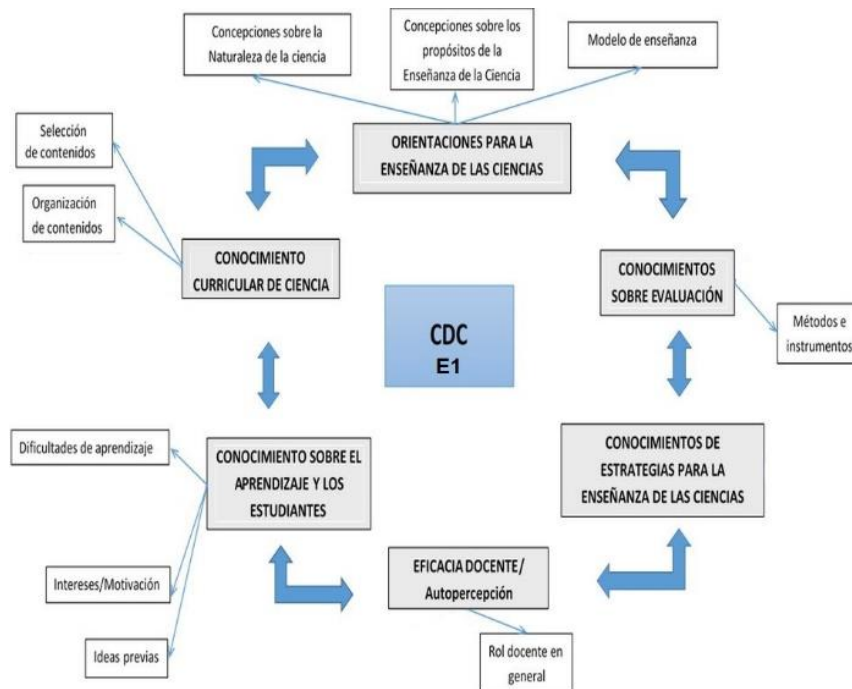 Concepciones sobre la
Naturaleza de la ciencia
Concepciones sobre los
propósitos de la
Enseñanza de la Ciencia
Modelo de enseñanza
Selección
de contenidos
ORIENTACIONES PARA LA
ENSEÑANZA DE LAS CIENCIAS
Organización
de contenidos
CONOCIMIENTO
CURRICULAR DE CIENCIA
CONOCIMIENTOS
SOBRE EVALUACIÓN
Métodos e
instrumentos
CDC
E1
Dificultades de aprendizaje
CONOCIMIENTO SOBRE EL
APRENDIZAJE Y LOS
ESTUDIANTES
CONOCIMIENTOS DE
ESTRATEGIAS PARA LA
ENSEÑANZA DE LAS CIENCIAS
Intereses/Motivación
EFICACIA DOCENTE/
Autopercepción
Ideas previas
Rol docente en
general